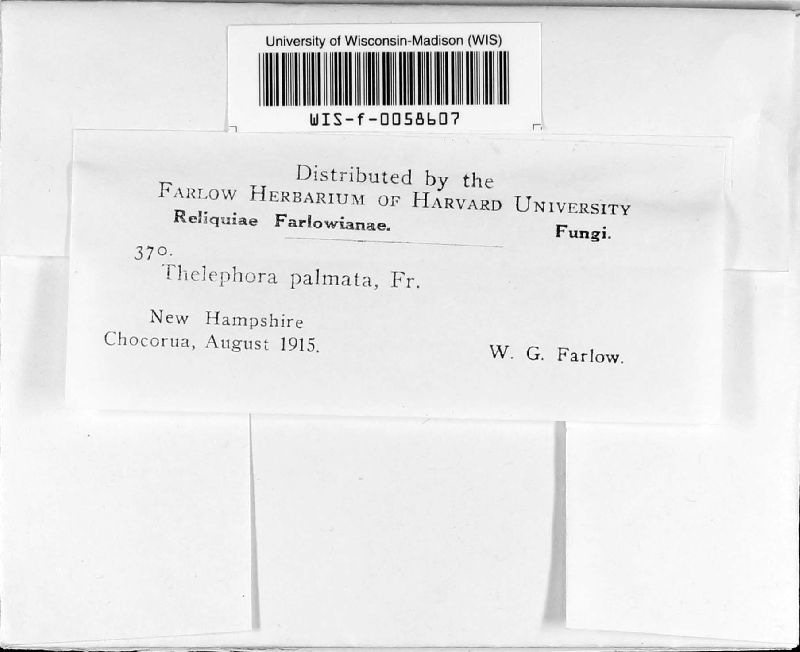 University of Wisconsin-Madison (WIS)
WIS-f-0058607
Distributed by the
FARLOW HERBARIUM OF HARVARD UNIVERSITY
Reliquiae Farlowianae.
Fungi.
370.
Thelephora palmata, Fr.
New Hampshire
Chocorua, August 1915.
W. G. Farlow.